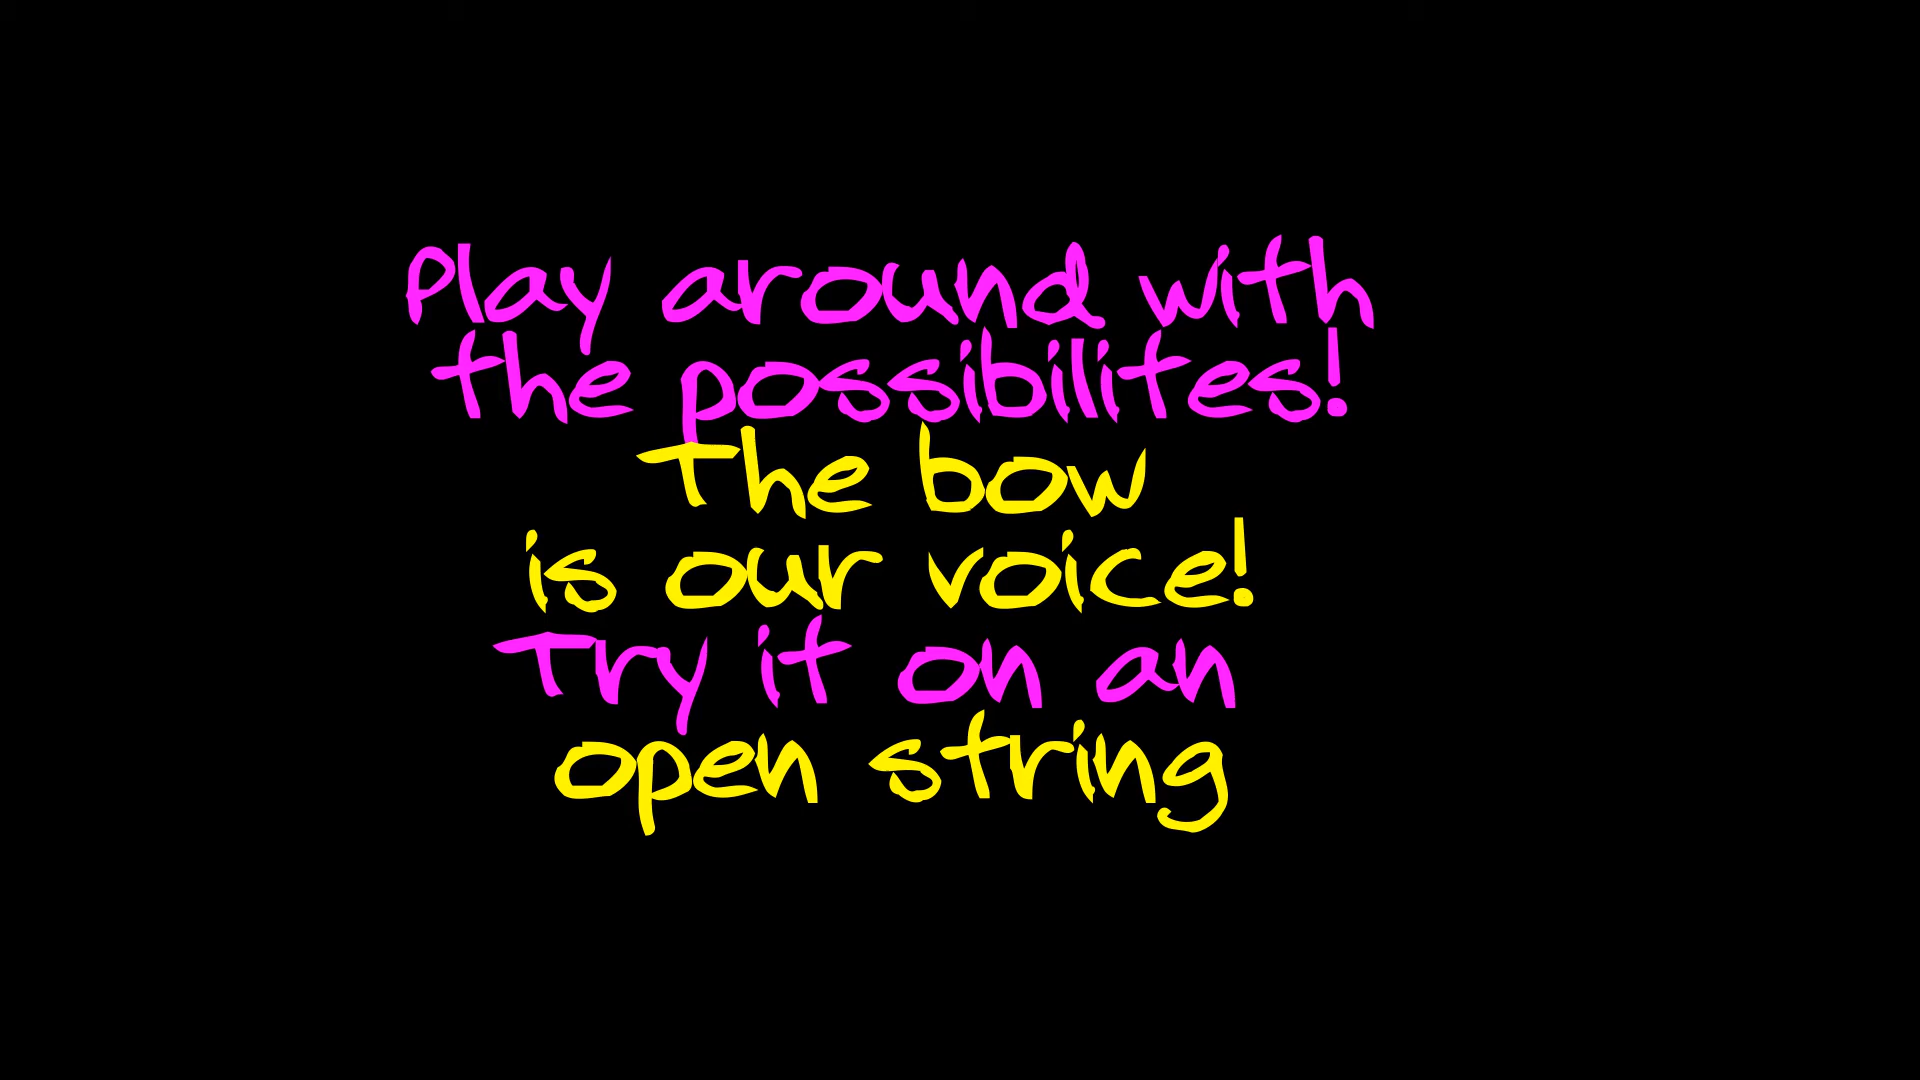 Play around with
the possibilites!
The bow
is our voice!
Try it on an
open string